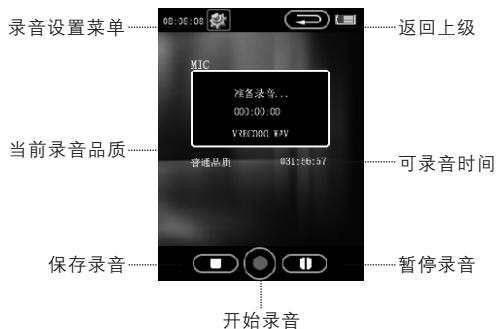 录音设置菜单
08:08:08
返回上级
MIC
准备录音...
000:00:00
VREC001.WAV
当前录音品质
普通品质
031:56:57
可录音时间
保存录音
暂停录音
开始录音